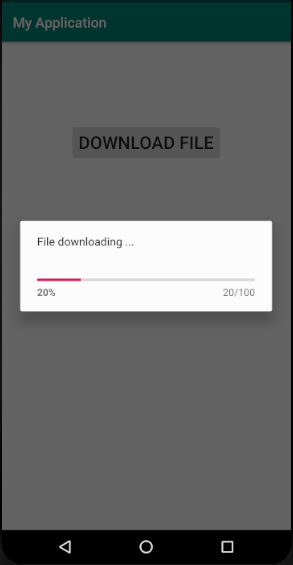 My Application
DOWNLOAD FILE
File downloading ...
20%
20/100